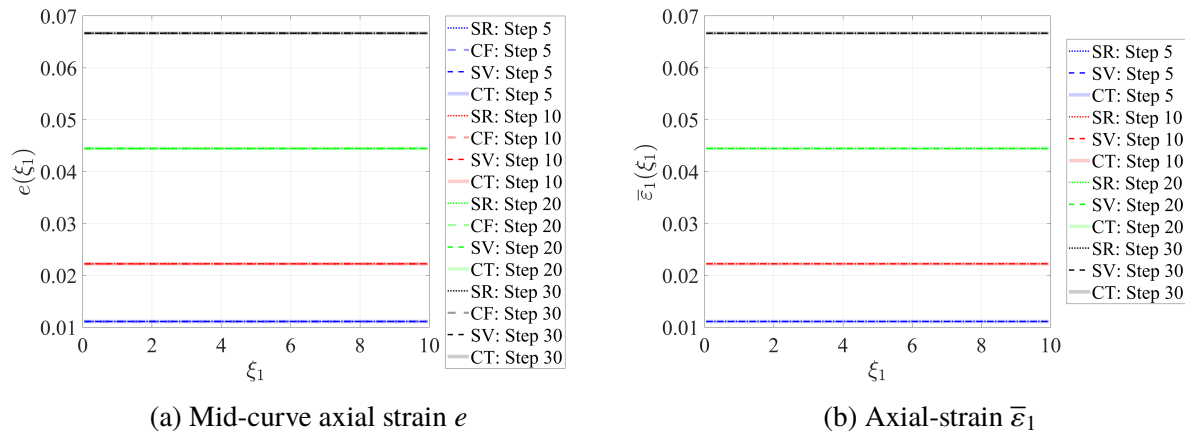 0.07
0.06
0.05
0.04
0.03
0.02
0.01
e(ξ₁)
0 2 4 6 8 10
ξ₁
SR: Step 5
CF: Step 5
SV: Step 5
CT: Step 5
SR: Step 10
CF: Step 10
SV: Step 10
CT: Step 10
SR: Step 20
CF: Step 20
SV: Step 20
CT: Step 20
SR: Step 30
CF: Step 30
SV: Step 30
CT: Step 30
(a) Mid-curve axial strain e
0.07
0.06
0.05
0.04
0.03
0.02
0.01
ε̅₁(ξ₁)
0 2 4 6 8 10
ξ₁
SR: Step 5
SV: Step 5
CT: Step 5
SR: Step 10
SV: Step 10
CT: Step 10
SR: Step 20
SV: Step 20
CT: Step 20
SR: Step 30
SV: Step 30
CT: Step 30
(b) Axial-strain ε̅₁